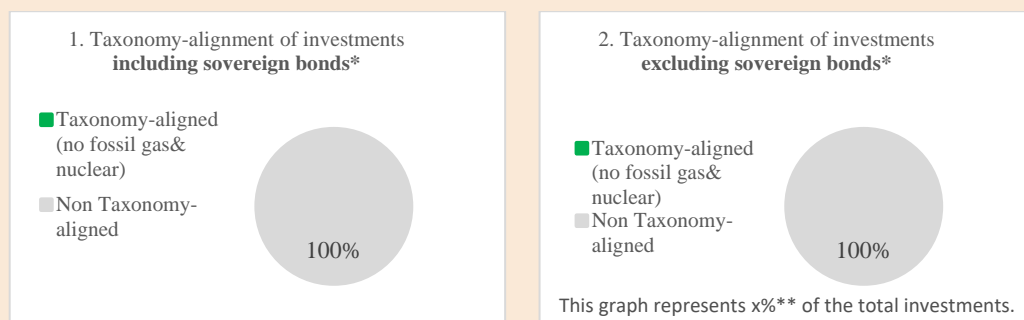 1. Taxonomy-alignment of investments
including sovereign bonds*
Taxonomy-aligned
(no fossil gas&
nuclear)
Non Taxonomy-
aligned
100%
2. Taxonomy-alignment of investments
excluding sovereign bonds*
Taxonomy-aligned
(no fossil gas&
nuclear)
Non Taxonomy-
aligned
100%
This graph represents x%** of the total investments.